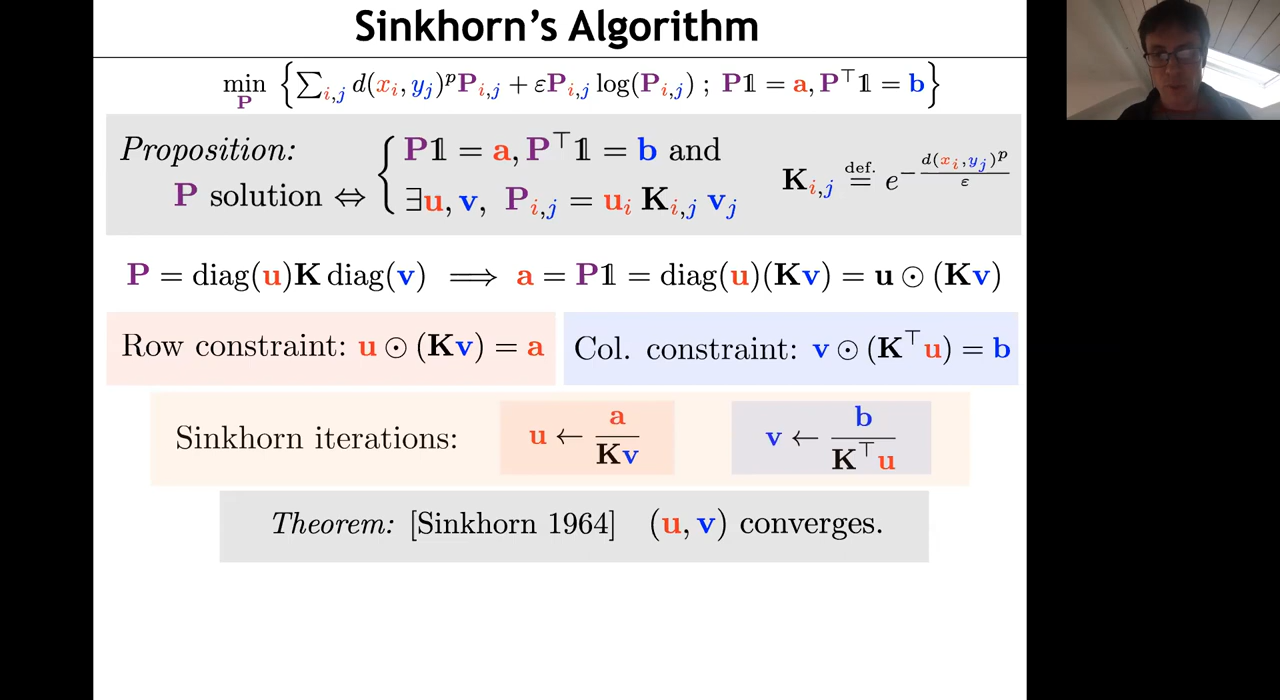 Sinkhorn's Algorithm
min_P { ∑_{i,j} d(x_i, y_j)^p P_{i,j} + εP_{i,j} log(P_{i,j}) ; P𝟙 = a, P^⊤𝟙 = b }
Proposition:
P solution ⇔ { P𝟙 = a, P^⊤𝟙 = b and
∃u, v, P_{i,j} = u_i K_{i,j} v_j
K_{i,j} =^{def.} e^{-d(x_i,y_j)^p / ε}
P = diag(u)K diag(v) ⟹ a = P𝟙 = diag(u)(Kv) = u ⊙ (Kv)
Row constraint: u ⊙ (Kv) = a
Col. constraint: v ⊙ (K^⊤u) = b
Sinkhorn iterations: u ← a / Kv v ← b / K^⊤u
Theorem: [Sinkhorn 1964] (u, v) converges.